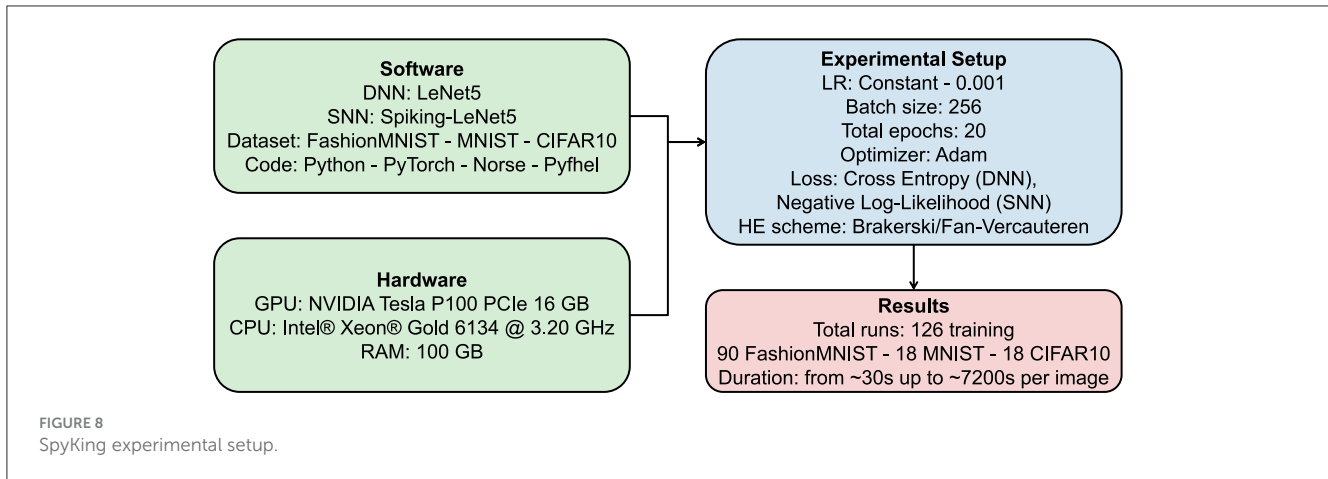 Software
DNN: LeNet5
SNN: Spiking-LeNet5
Dataset: FashionMNIST - MNIST - CIFAR10
Code: Python - PyTorch - Norse - Pyfhel
Hardware
GPU: NVIDIA Tesla P100 PCIe 16 GB
CPU: Intel® Xeon® Gold 6134 @ 3.20 GHz
RAM: 100 GB
Experimental Setup
LR: Constant - 0.001
Batch size: 256
Total epochs: 20
Optimizer: Adam
Loss: Cross Entropy (DNN),
Negative Log-Likelihood (SNN)
HE scheme: Brakerski/Fan-Vercauteren
Results
Total runs: 126 training
90 FashionMNIST - 18 MNIST - 18 CIFAR10
Duration: from ~30s up to ~7200s per image
FIGURE 8
SpyKing experimental setup.